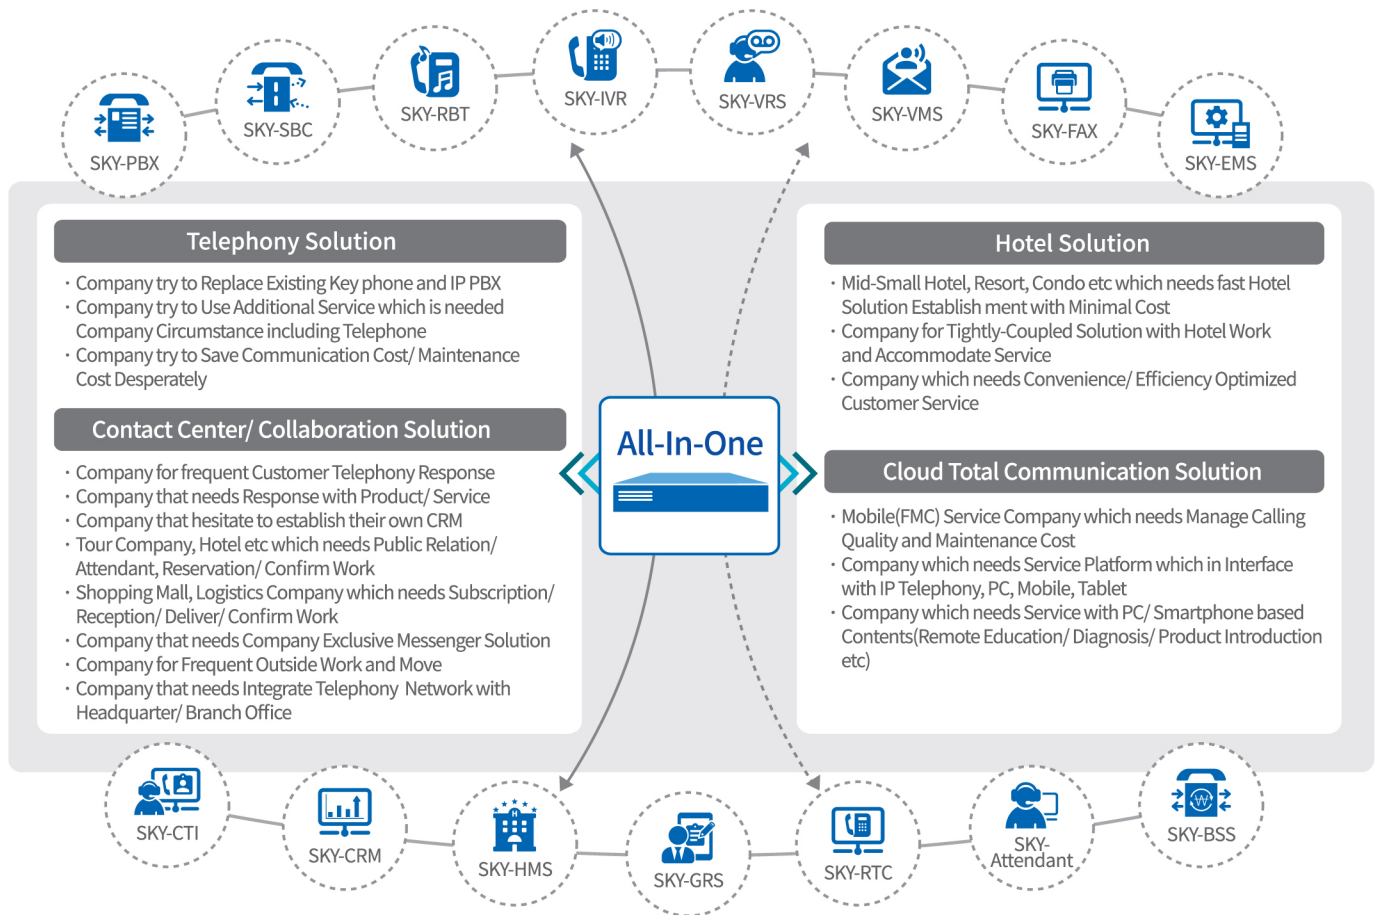 SKY-PBX
SKY-SBC
SKY-RBT
SKY-IVR
SKY-VRS
SKY-VMS
SKY-FAX
SKY-EMS
Telephony Solution
· Company try to Replace Existing Key phone and IP PBX
· Company try to Use Additional Service which is needed
Company Circumstance including Telephone
· Company try to Save Communication Cost/ Maintenance
Cost Desperately
Contact Center/ Collaboration Solution
· Company for frequent Customer Telephony Response
· Company that needs Response with Product/ Service
· Company that hesitate to establish their own CRM
· Tour Company, Hotel etc which needs Public Relation/
Attendant, Reservation/ Confirm Work
· Shopping Mall, Logistics Company which needs Subscription/
Reception/ Deliver/ Confirm Work
· Company that needs Company Exclusive Messenger Solution
· Company for Frequent Outside Work and Move
· Company that needs Integrate Telephony Network with
Headquarter/ Branch Office
All-In-One
Hotel Solution
· Mid-Small Hotel, Resort, Condo etc which needs fast Hotel
Solution Establish ment with Minimal Cost
· Company for Tightly-Coupled Solution with Hotel Work
and Accommodate Service
· Company which needs Convenience/ Efficiency Optimized
Customer Service
Cloud Total Communication Solution
· Mobile(FMC) Service Company which needs Manage Calling
Quality and Maintenance Cost
· Company which needs Service Platform which in Interface
with IP Telephony, PC, Mobile, Tablet
· Company which needs Service with PC/ Smartphone based
Contents(Remote Education/ Diagnosis/ Product Introduction
etc)
SKY-CTI
SKY-CRM
H
SKY-HMS
SKY-GRS
SKY-RTC
SKY-
Attendant
₩
SKY-BSS